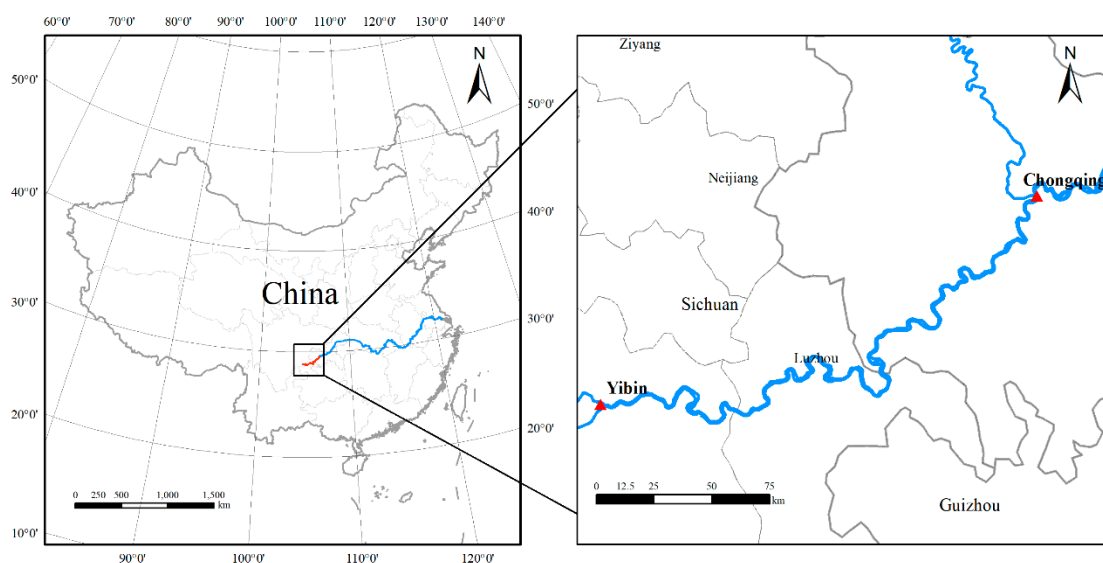 60°0' 70°0' 80°0' 90°0' 100°0' 110°0' 120°0' 130°0' 140°0'
N
50°0'
50°0'
40°0'
40°0'
China
30°0'
30°0'
20°0'
20°0'
0 250 500 1,000 1,500
km
10°0'
10°0'
90°0' 100°0' 110°0' 120°0'
Ziyang
N
Neijiang
Chongqing
Sichuan
Luzhou
Yibin
0 12.5 25 50 75
km
Guizhou